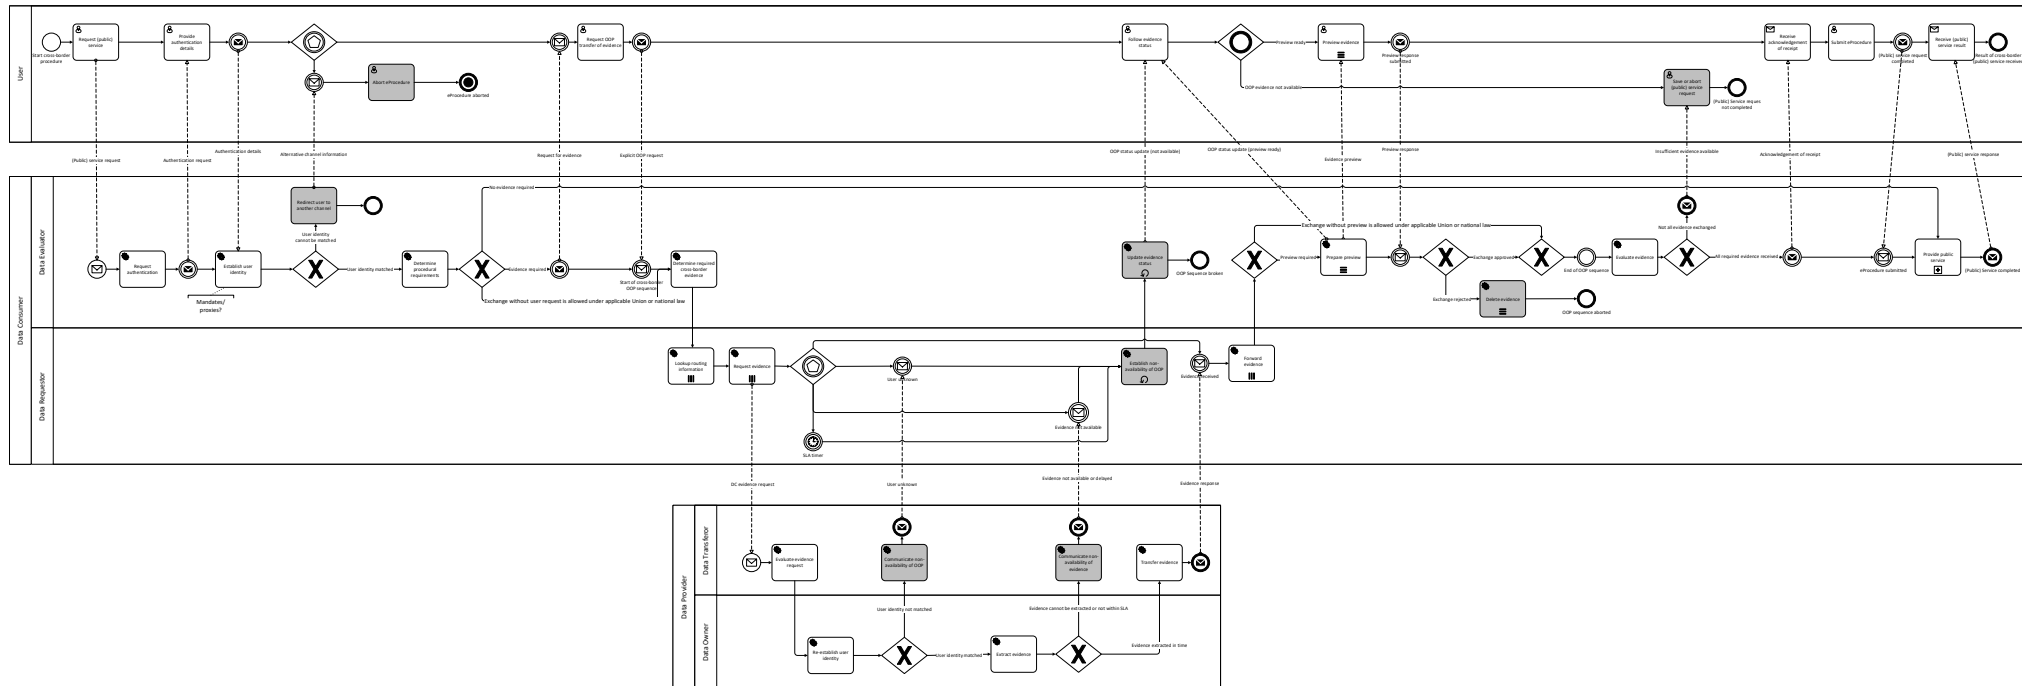 User
Start cross-border
procedure
Request (public)
service
Provide
authentication
details
Abort eProcedure
eProcedure aborted
Request OOP
transfer of evidence
Follow evidence
status
Preview ready
Preview evidence
Preview response
submitted
OOP evidence not available
Save or abort
(public) service
request
(Public) Service reques
not completed
Receive
acknowledgement
of receipt
Submit eProcedure
(Public) service request
completed
Receive (public)
service result
Result of cross-border
(public) service received
(Public) service request
Authentication request
Authentication details
Alternative channel information
Request for evidence
Explicit OOP request
OOP status update (not available)
OOP status update (preview ready)
Evidence preview
Preview response
Insufficient evidence available
Acknowledgement of receipt
(Public) service response
Data Consumer
Data Evaluator
Request
authentication
Establish user
identity
Mandates/
proxies?
Redirect user to
another channel
User identity
cannot be matched
User identity matched
Determine
procedural
requirements
No evidence required
Evidence required
Exchange without user request is allowed under applicable Union or national law
Start of cross-border
OOP sequence
Determine required
cross-border
evidence
Update evidence
status
OOP Sequence broken
Exchange without preview is allowed under applicable Union or national law
Preview required
Prepare preview
Exchange approved
Exchange rejected
Delete evidence
OOP sequence aborted
End of OOP sequence
Evaluate evidence
Not all evidence exchanged
All required evidence received
eProcedure submitted
Provide public
service
(Public) Service completed
Data Requestor
Lookup routing
information
Request evidence
User unknown
Evidence not available
SLA timer
Establish non-
availability of OOP
Evidence received
Forward
evidence
DC evidence request
User unknown
Evidence not available or delayed
Evidence response
Data Provider
Data Transferor
Evaluate evidence
request
Communicate non-
availability of OOP
Communicate non-
availability of
evidence
Transfer evidence
Data Owner
User identity not matched
Evidence cannot be extracted or not within SLA
Re-establish user
identity
User identity matched
Extract evidence
Evidence extracted in time